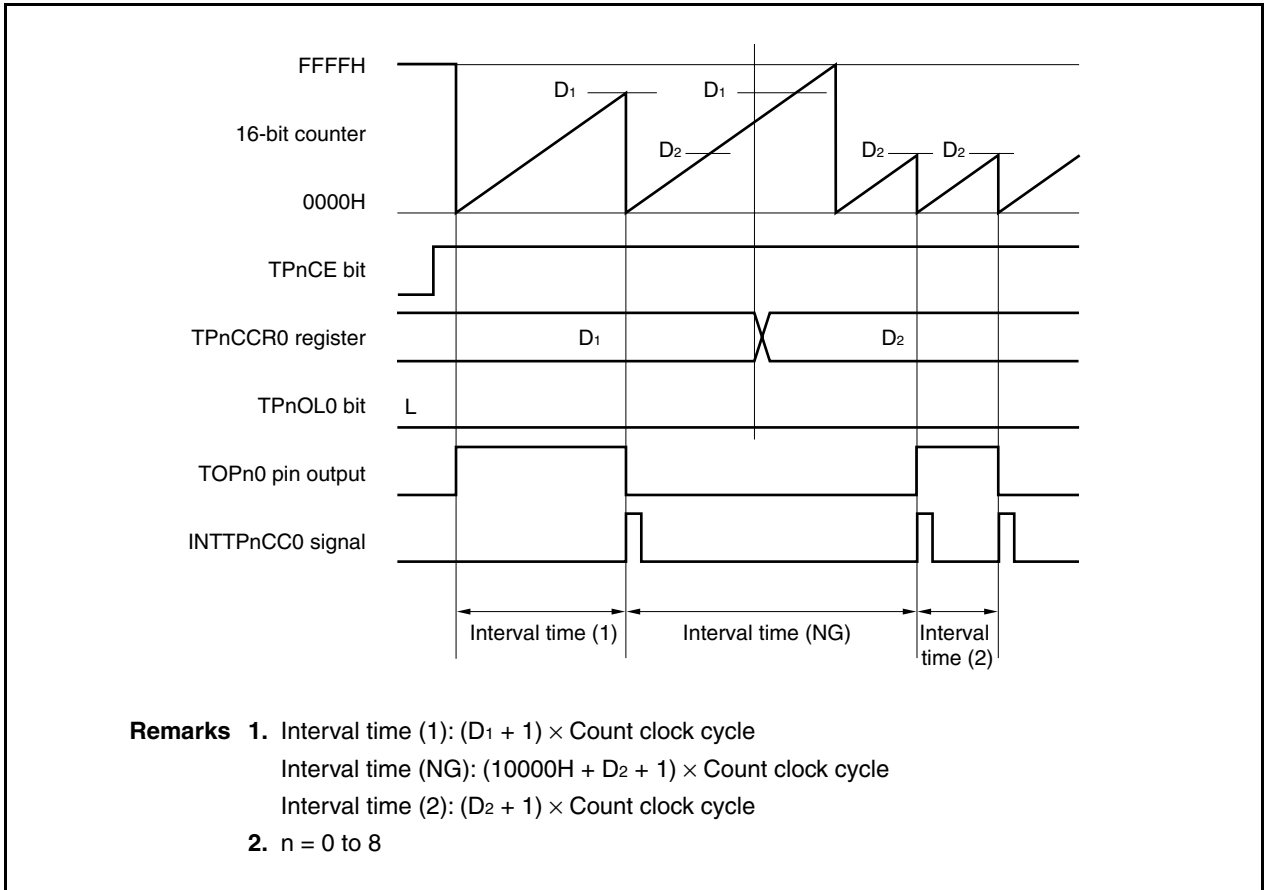 FFFFH
D1
D1
16-bit counter
D2
D2
D2
0000H
TPnCE bit
TPnCCR0 register
D1
D2
TPnOL0 bit
L
TOPn0 pin output
INTTPnCC0 signal
Interval time (1)
Interval time (NG)
Interval
time (2)
Remarks 1. Interval time (1): (D1 + 1) × Count clock cycle
Interval time (NG): (10000H + D2 + 1) × Count clock cycle
Interval time (2): (D2 + 1) × Count clock cycle
2. n = 0 to 8